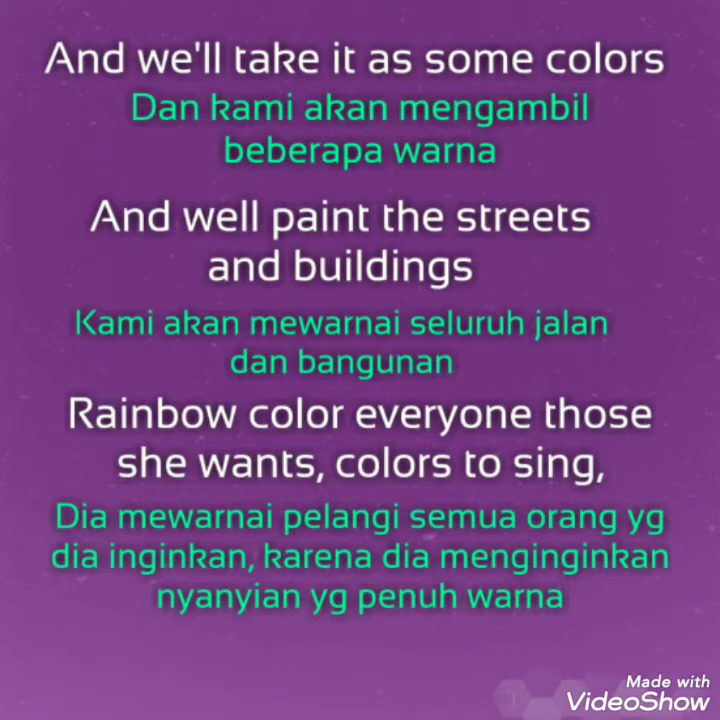 And we'll take it as some colors
Dan kami akan mengambil
beberapa warna
And well paint the streets
and buildings
Kami akan mewarnai seluruh jalan
dan bangunan
Rainbow color everyone those
she wants, colors to sing,
Dia mewarnai pelangi semua orang yg
dia inginkan, karena dia menginginkan
nyanyian yg penuh warna
Made with
VideoShow